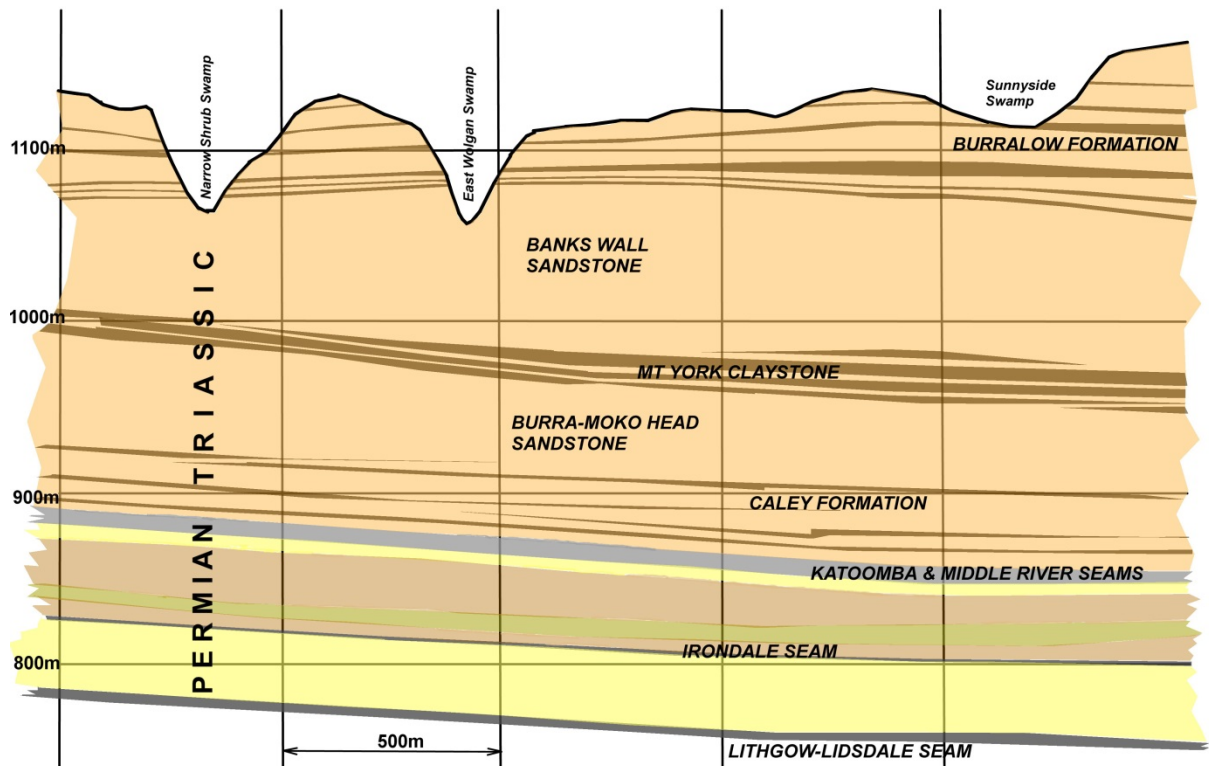 Narrow Shrub Swamp
East Wolgan Swamp
Sunnyside
Swamp
1100m
BURRALOW FORMATION
BANKS WALL
SANDSTONE
1000m
MT YORK CLAYSTONE
BURRA-MOKO HEAD
SANDSTONE
900m
CALEY FORMATION
KATOOMBA & MIDDLE RIVER SEAMS
IRONDALE SEAM
800m
PERMIAN TRIASSIC
500m
LITHGOW-LIDSDALE SEAM